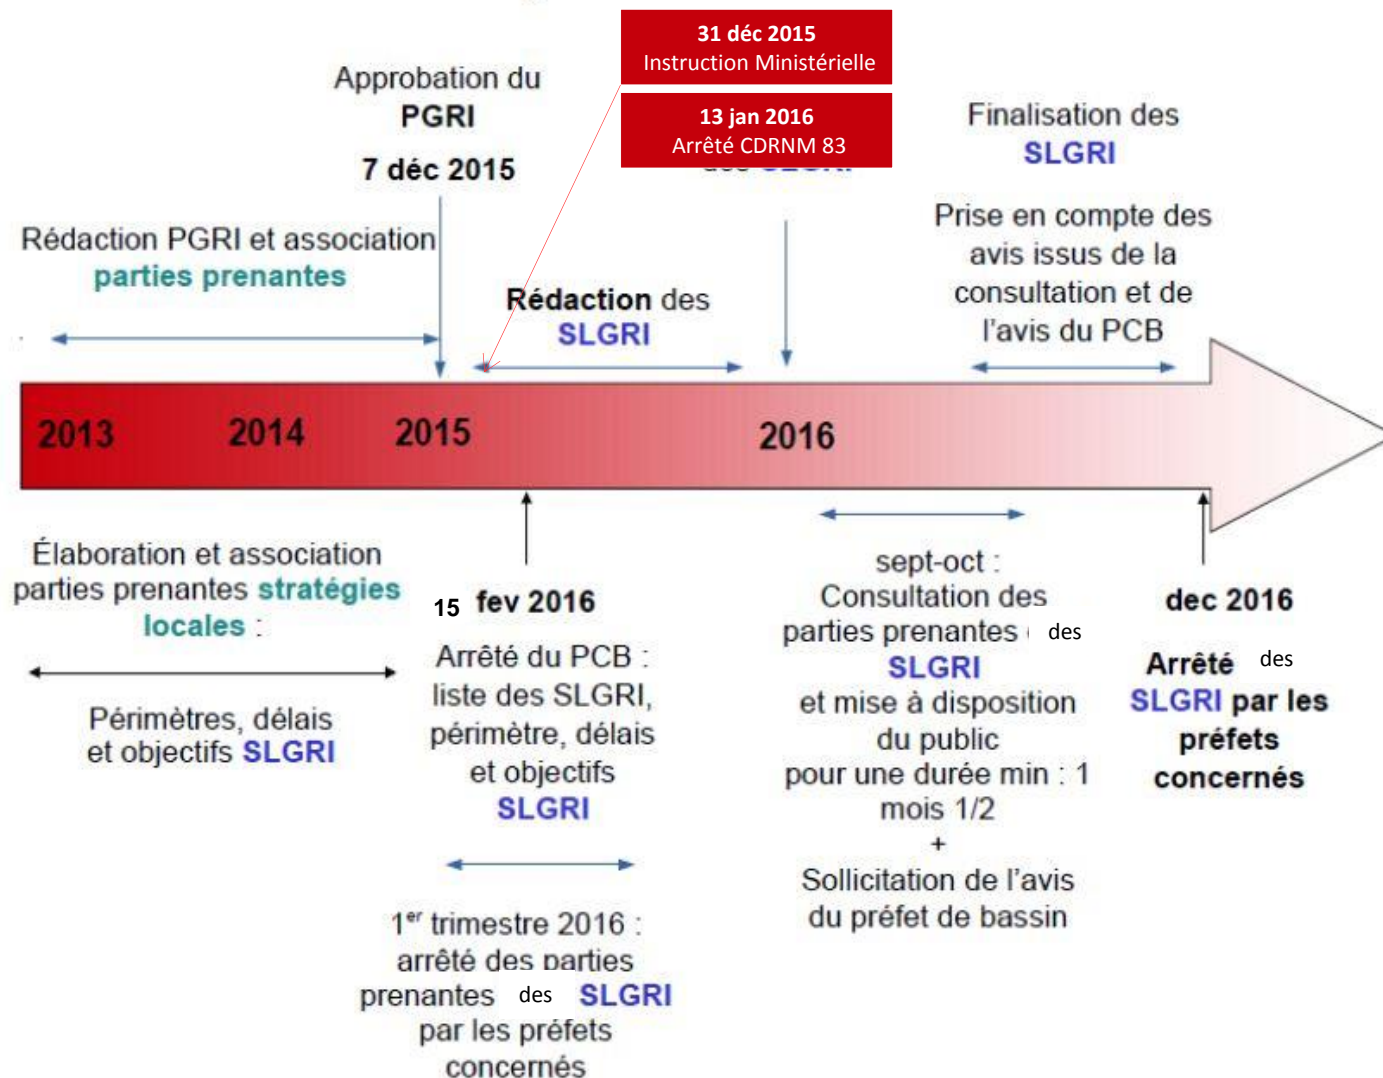 31 déc 2015
Instruction Ministérielle
13 jan 2016
Arrêté CDRNM 83
Approbation du
PGRI
7 déc 2015
SLGRI
Finalisation des
SLGRI
Prise en compte des
avis issus de la
consultation et de
l'avis du PCB
Rédaction PGRI et association
parties prenantes
Rédaction des
SLGRI
2013
2014
2015
2016
Élaboration et association
parties prenantes stratégies
locales :
Périmètres, délais
et objectifs SLGRI
15 fev 2016
Arrêté du PCB :
liste des SLGRI,
périmètre, délais
et objectifs
SLGRI
1er trimestre 2016 :
arrêté des parties
prenantes des SLGRI
par les préfets
concernés
sept-oct :
Consultation des
parties prenantes des
SLGRI
et mise à disposition
du public
pour une durée min : 1
mois 1/2
+
Sollicitation de l'avis
du préfet de bassin
dec 2016
Arrêté des
SLGRI par les
préfets
concernés